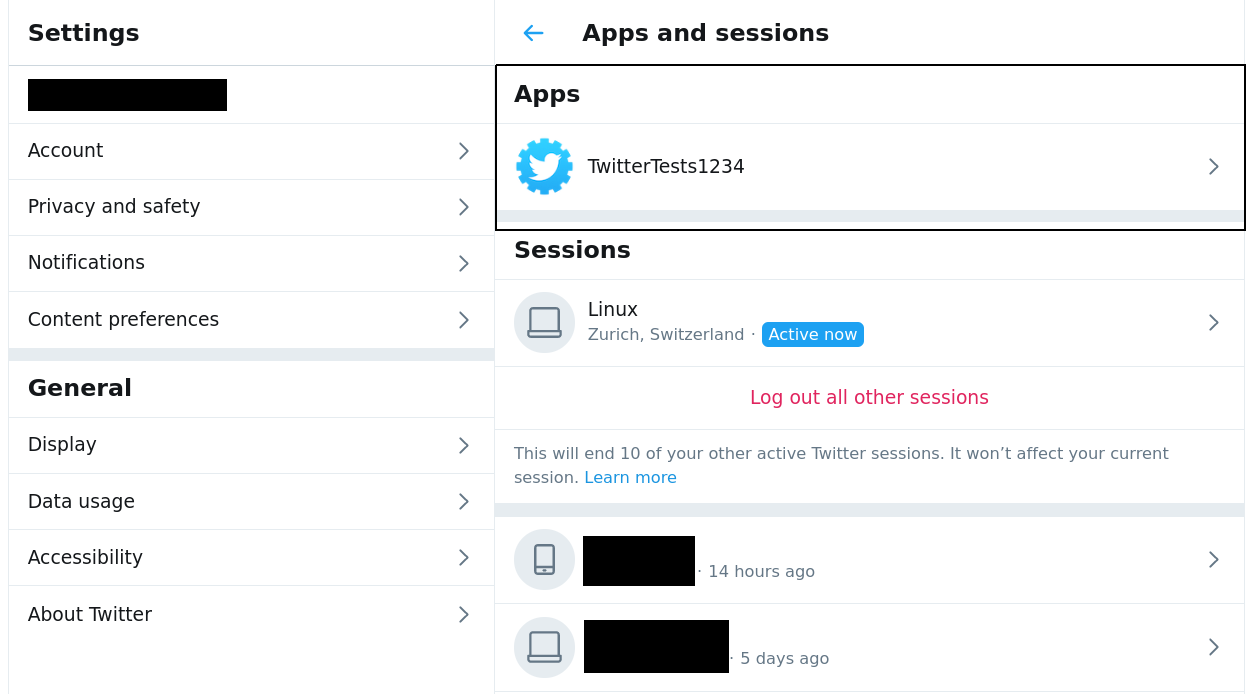 Settings
Account
Privacy and safety
Notifications
Content preferences
General
Display
Data usage
Accessibility
About Twitter
Apps and sessions
Apps
TwitterTests1234
Sessions
Linux
Zurich, Switzerland · Active now
Log out all other sessions
This will end 10 of your other active Twitter sessions. It won’t affect your current
session. Learn more
· 14 hours ago
· 5 days ago